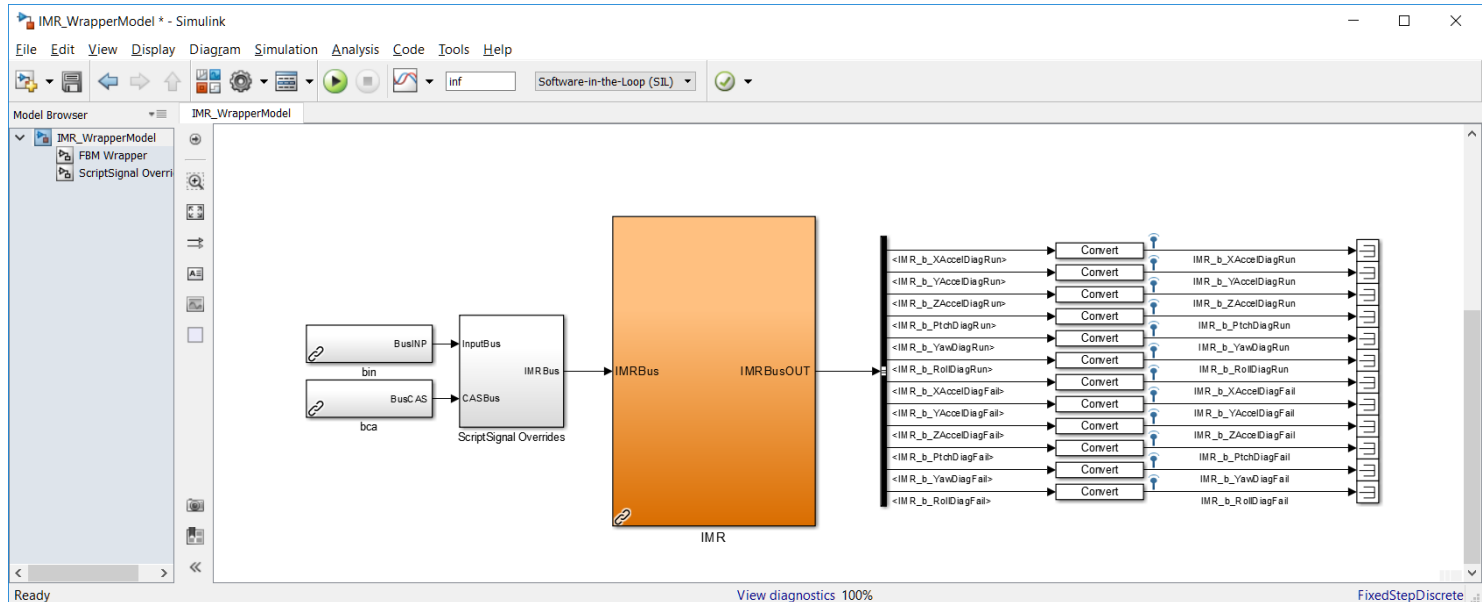 IMR_WrapperModel * - Simulink
File Edit View Display Diagram Simulation Analysis Code Tools Help
inf
Software-in-the-Loop (SIL)
Model Browser
IMR_WrapperModel
IMR_WrapperModel
FBM Wrapper
ScriptSignal Overri
BusINP
bin
BusCAS
bca
InputBus
CASBus
IMRBus
ScriptSignal Overrides
IMRBus
IMRBusOUT
IMR
<IMR_b_XAccelDiagRun>
Convert
IMR_b_XAccelDiagRun
<IMR_b_YAccelDiagRun>
Convert
IMR_b_YAccelDiagRun
<IMR_b_ZAccelDiagRun>
Convert
IMR_b_ZAccelDiagRun
<IMR_b_PtchDiagRun>
Convert
IMR_b_PtchDiagRun
<IMR_b_YawDiagRun>
Convert
IMR_b_YawDiagRun
<IMR_b_RollDiagRun>
Convert
IMR_b_RollDiagRun
<IMR_b_XAccelDiagFail>
Convert
IMR_b_XAccelDiagFail
<IMR_b_YAccelDiagFail>
Convert
IMR_b_YAccelDiagFail
<IMR_b_ZAccelDiagFail>
Convert
IMR_b_ZAccelDiagFail
<IMR_b_PtchDiagFail>
Convert
IMR_b_PtchDiagFail
<IMR_b_YawDiagFail>
Convert
IMR_b_YawDiagFail
<IMR_b_RollDiagFail>
Convert
IMR_b_RollDiagFail
Ready
View diagnostics 100%
FixedStepDiscrete